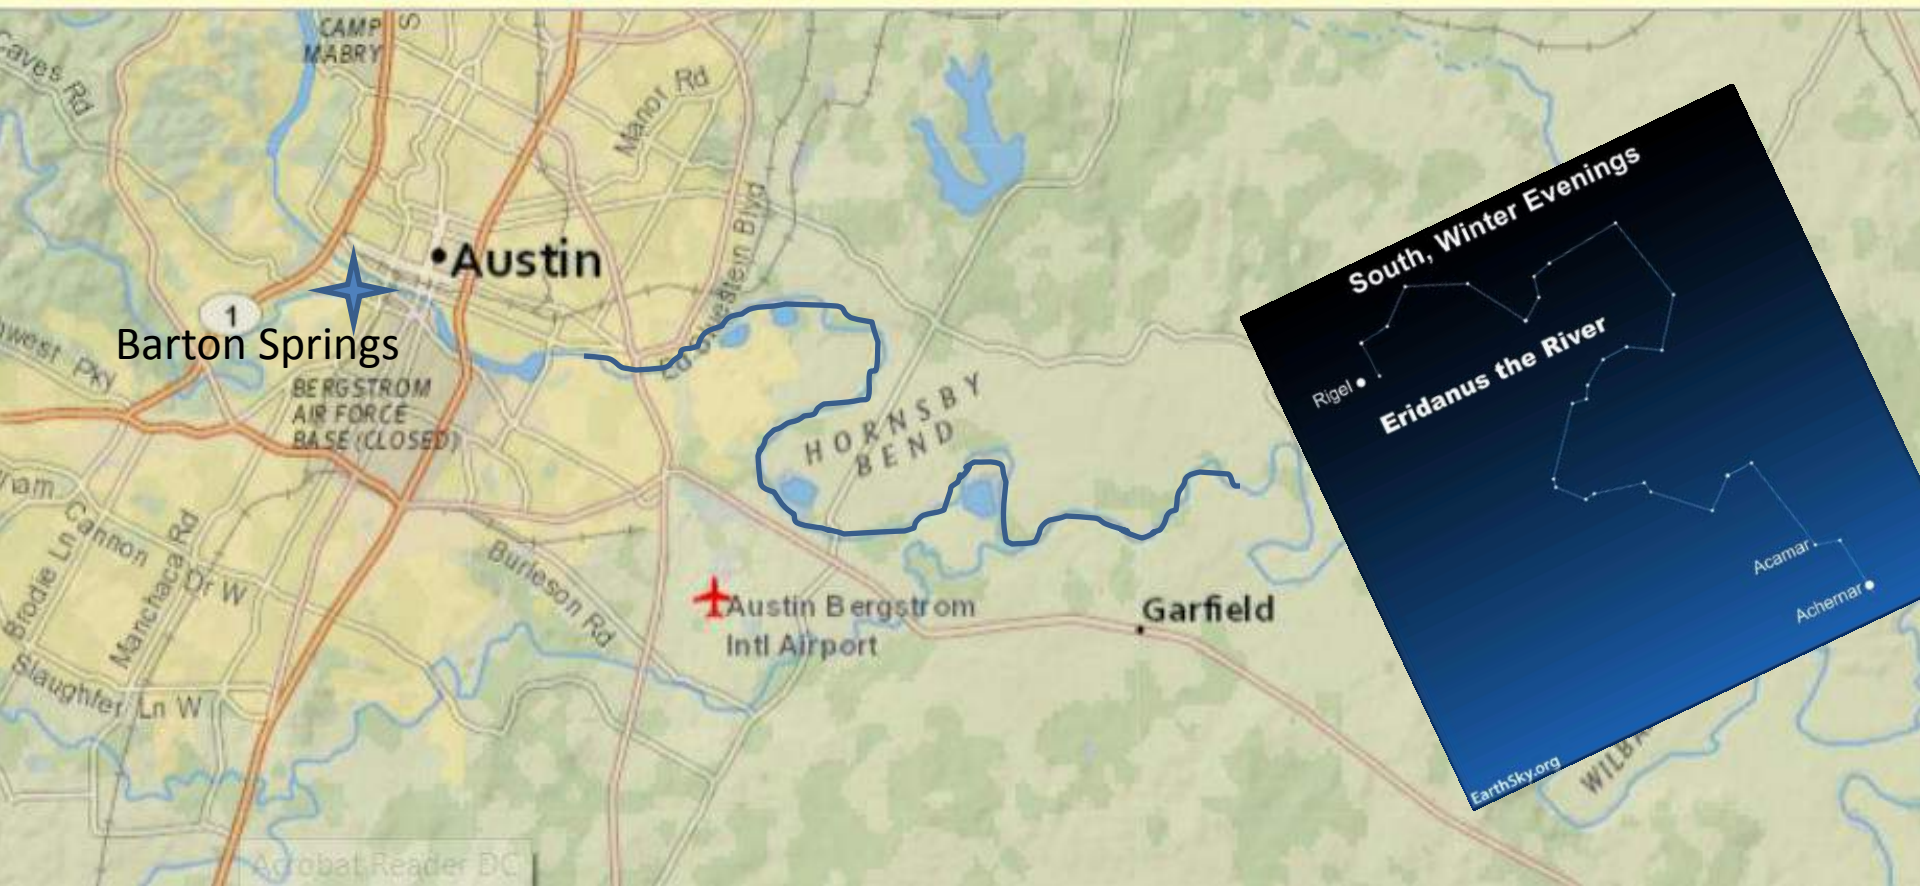 CAMP
MABRY
Caves Rd
Manor Rd
South, Winter Evenings
Austin
1
Barton Springs
Eridanus the River
Rigel
BERGSTROM
AIR FORCE
BASE (CLOSED)
HORNSBY
BEND
Cannon Dr W
Brodie Ln
Manchaca Rd
Burleson Rd
Acamar
Achernar
Austin Bergstrom
Intl Airport
Garfield
Slaughter Ln W
EarthSky.org
Acrobat Reader DC